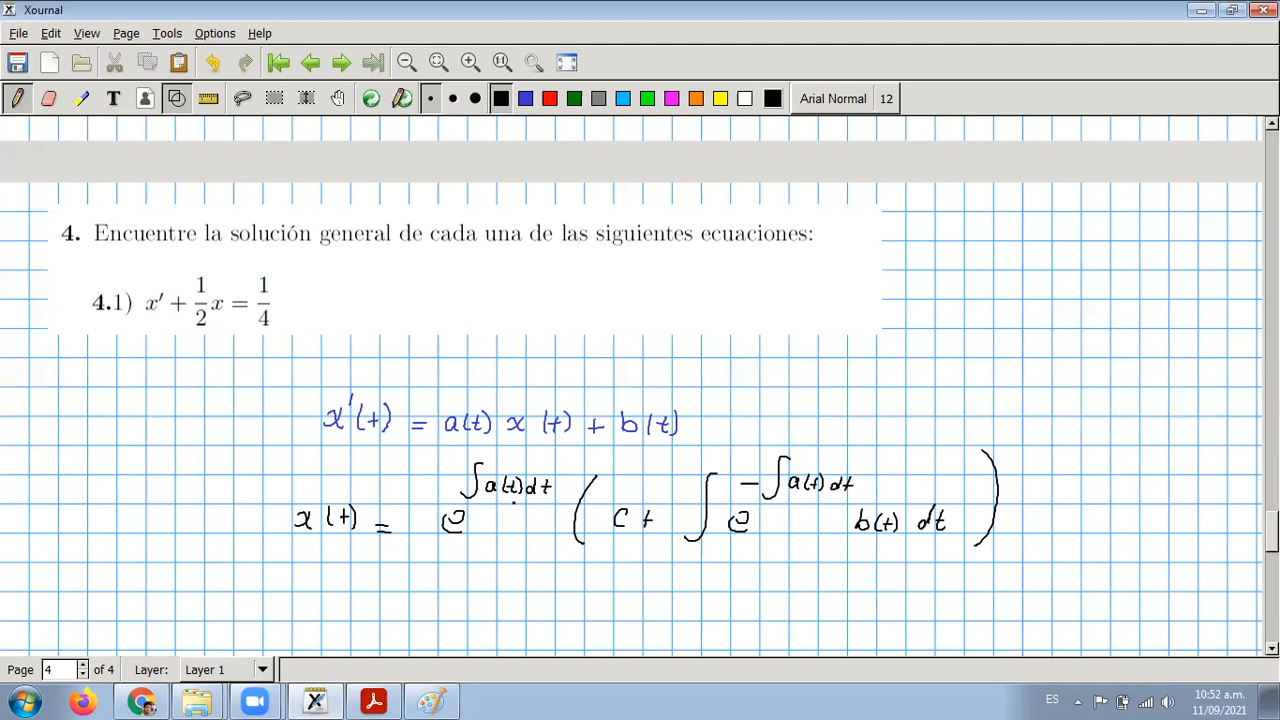 Xournal
File Edit View Page Tools Options Help
Arial Normal 12
4. Encuentre la solución general de cada una de las siguientes ecuaciones:
4.1) x′ + 1/2 x = 1/4
x'(t) = a(t) x(t) + b(t)
x(t) = e^{∫a(t)dt} ( c + ∫ e^{-∫a(t)dt} b(t) dt )
Page 4 of 4 Layer: Layer 1
ES 10:52 a.m.
11/09/2021